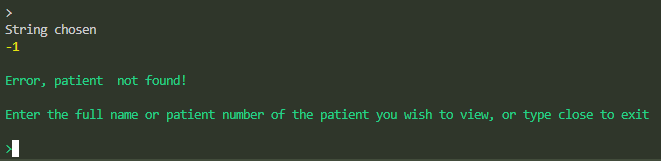 >
String chosen
-1
Error, patient  not found!
Enter the full name or patient number of the patient you wish to view, or type close to exit
>